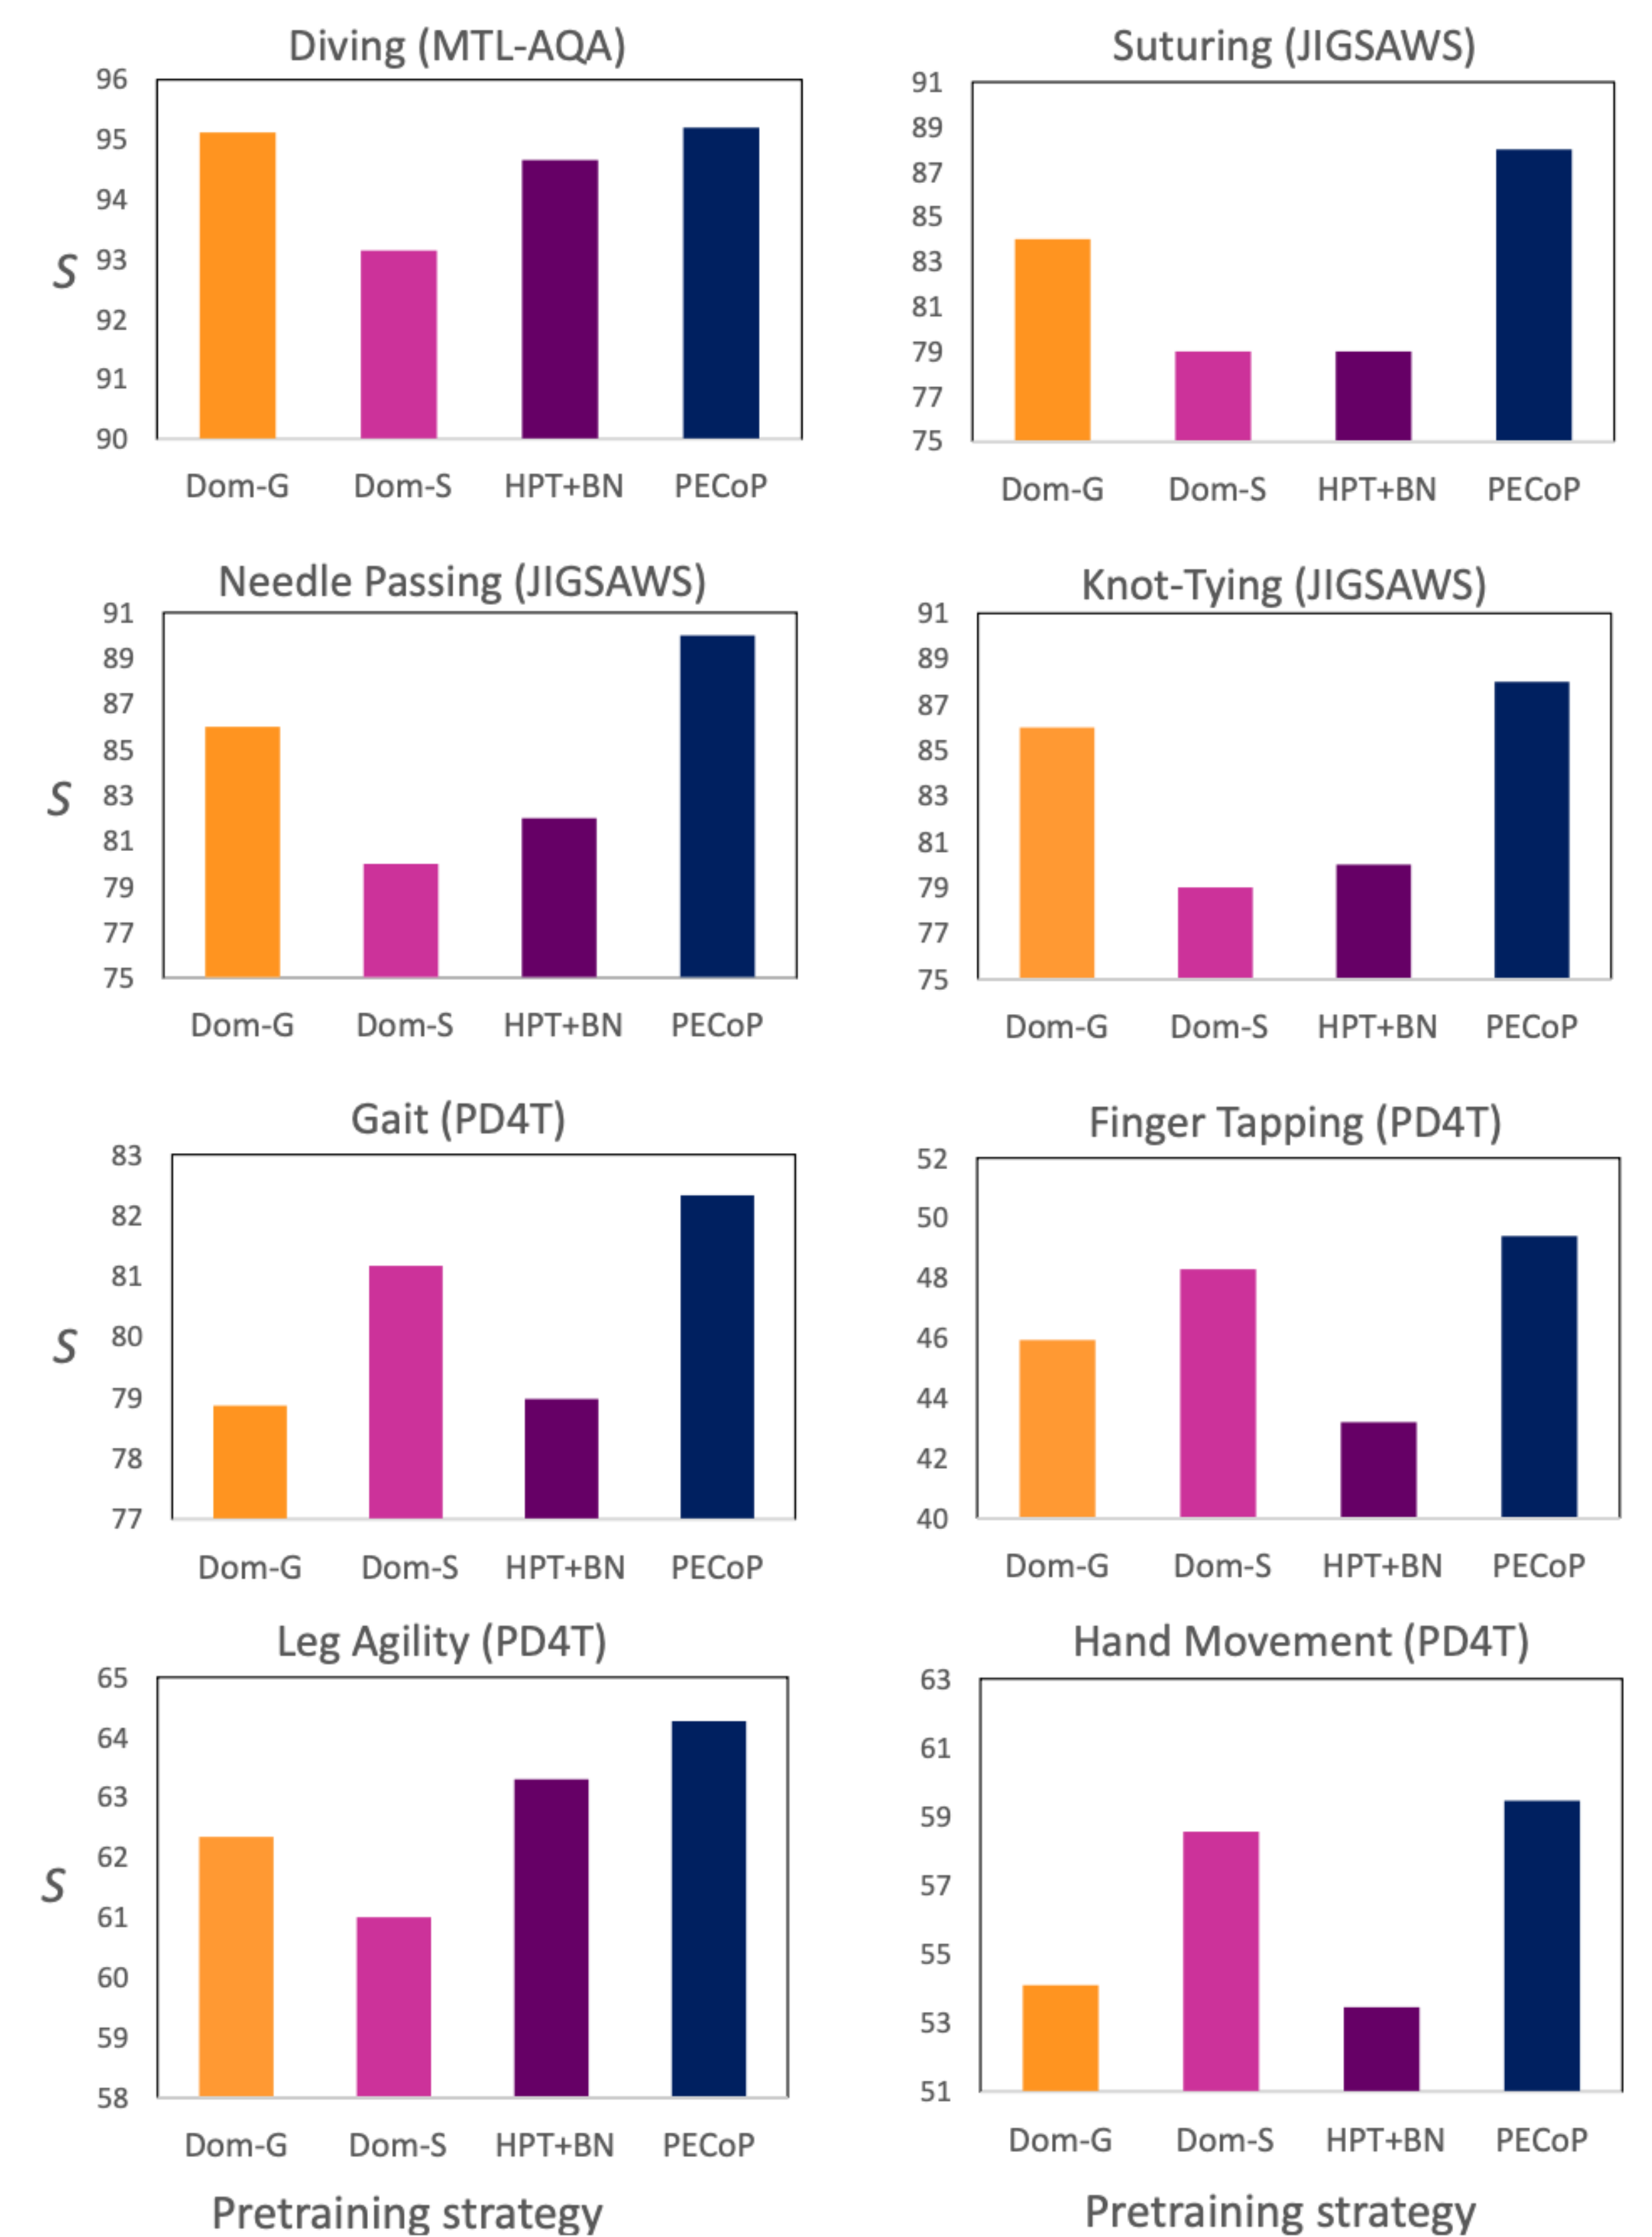 Diving (MTL-AQA)
96
95
94
93
92
91
90
S
Dom-G Dom-S HPT+BN PECoP
Suturing (JIGSAWS)
91
89
87
85
83
81
79
77
75
Dom-G Dom-S HPT+BN PECoP
Needle Passing (JIGSAWS)
91
89
87
85
83
81
79
77
75
S
Dom-G Dom-S HPT+BN PECoP
Knot-Tying (JIGSAWS)
91
89
87
85
83
81
79
77
75
Dom-G Dom-S HPT+BN PECoP
Gait (PD4T)
83
82
81
80
79
78
77
S
Dom-G Dom-S HPT+BN PECoP
Finger Tapping (PD4T)
52
50
48
46
44
42
40
Dom-G Dom-S HPT+BN PECoP
Leg Agility (PD4T)
65
64
63
62
61
60
59
58
S
Dom-G Dom-S HPT+BN PECoP
Pretraining strategy
Hand Movement (PD4T)
63
61
59
57
55
53
51
Dom-G Dom-S HPT+BN PECoP
Pretraining strategy